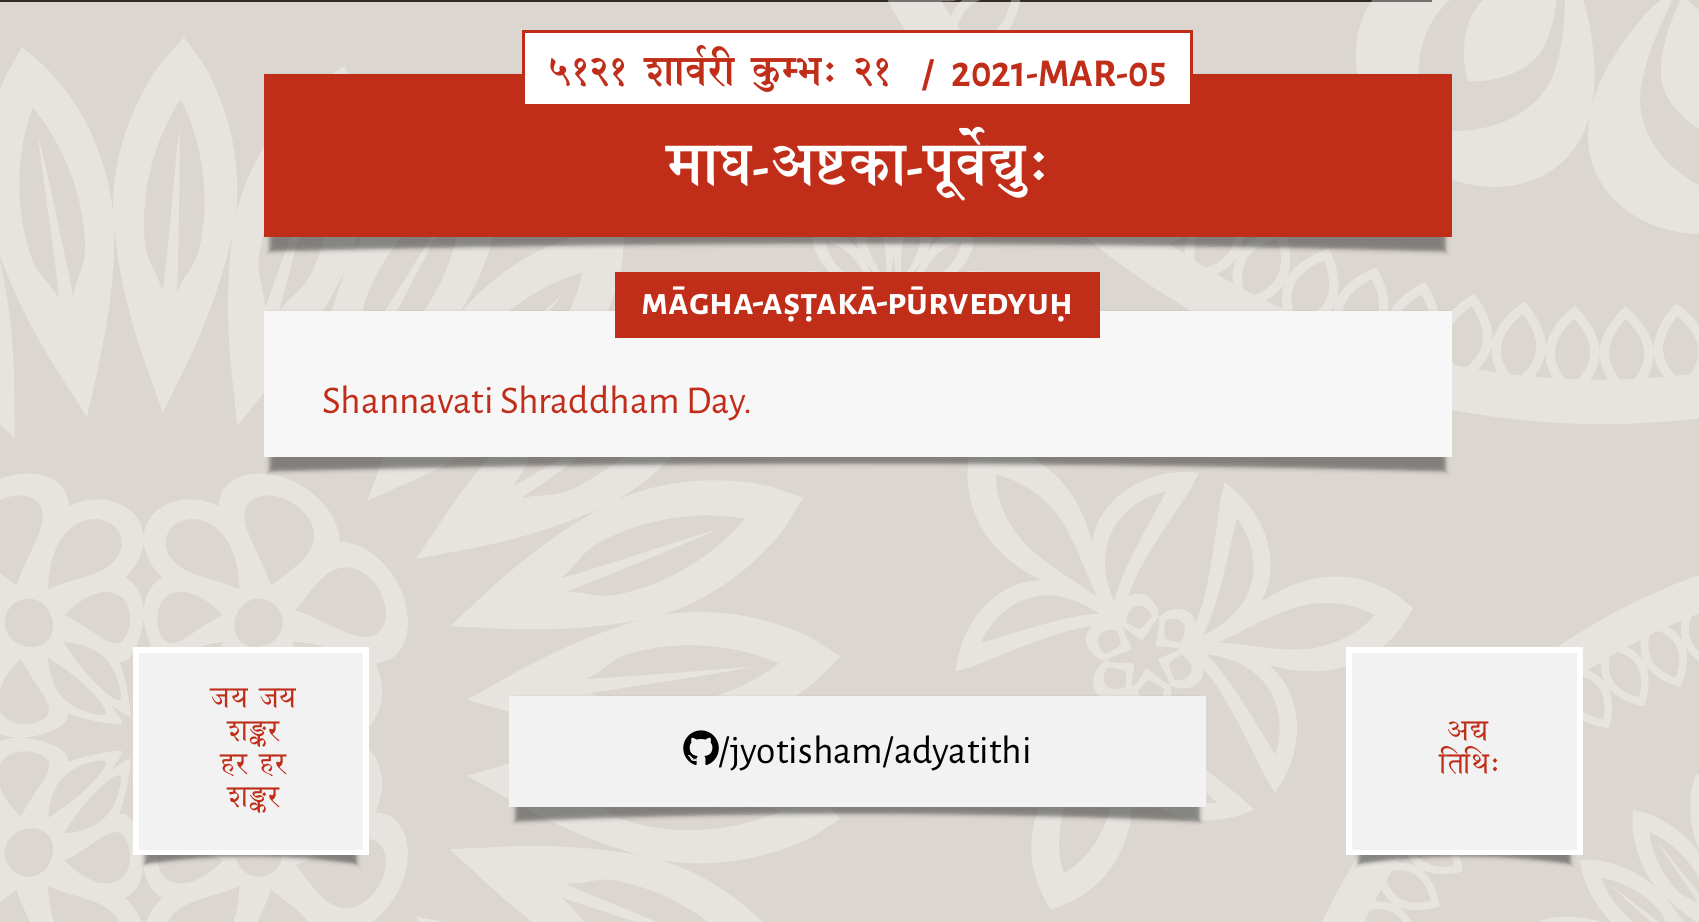 ५१२१ शार्वरी कुम्भः २१ / 2021-MAR-05
माघ-अष्टका-पूर्वेद्युः
MĀGHA-AṢṬAKĀ-PŪRVEDYUḤ
Shannavati Shraddham Day.
जय जय
शङ्कर
हर हर
शङ्कर
/jyotisham/adyatithi
अद्य
तिथिः